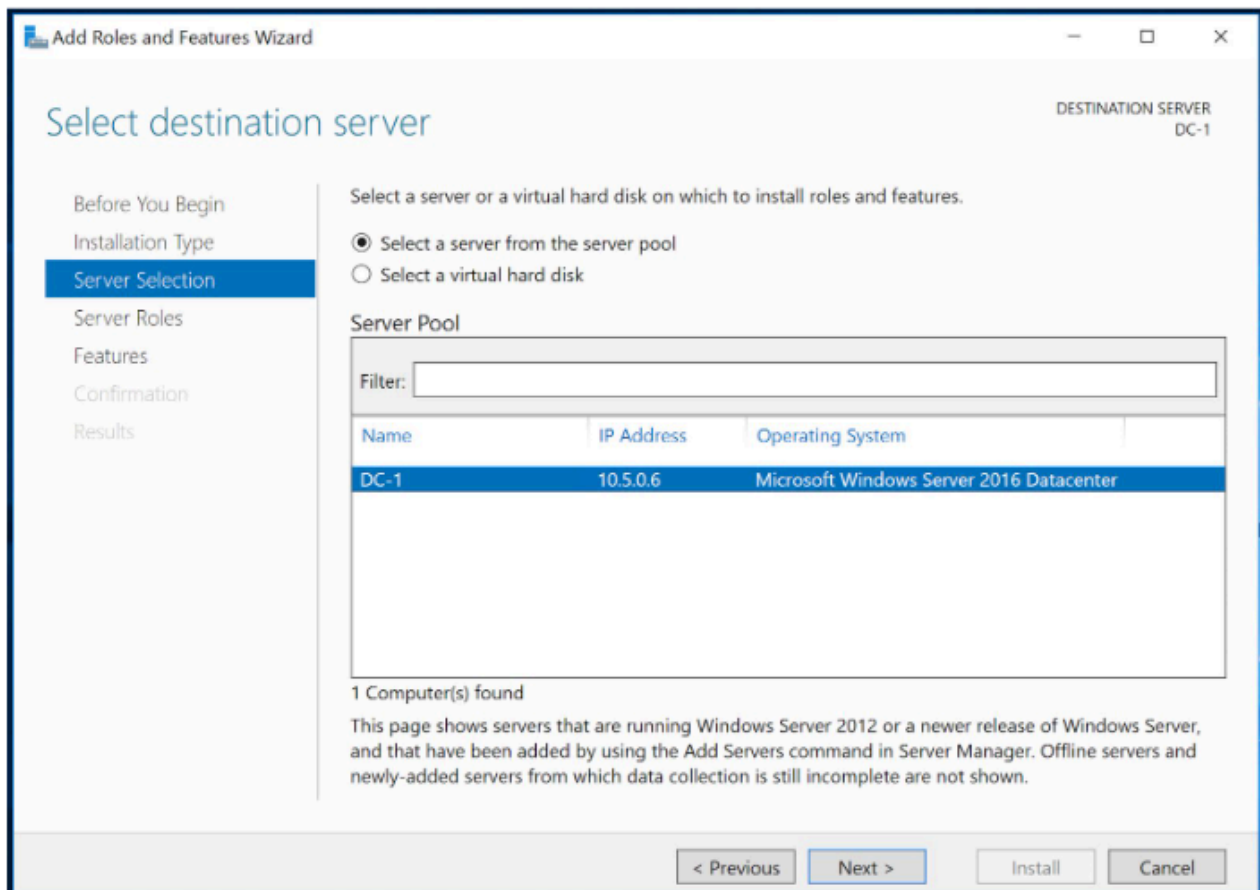 Add Roles and Features Wizard
Select destination server
DESTINATION SERVER
DC-1
Before You Begin
Installation Type
Server Selection
Server Roles
Features
Confirmation
Results
Select a server or a virtual hard disk on which to install roles and features.
Select a server from the server pool
Select a virtual hard disk
Server Pool
Filter:
Name IP Address Operating System
DC-1 10.5.0.6 Microsoft Windows Server 2016 Datacenter
1 Computer(s) found
This page shows servers that are running Windows Server 2012 or a newer release of Windows Server,
and that have been added by using the Add Servers command in Server Manager. Offline servers and
newly-added servers from which data collection is still incomplete are not shown.
< Previous Next > Install Cancel